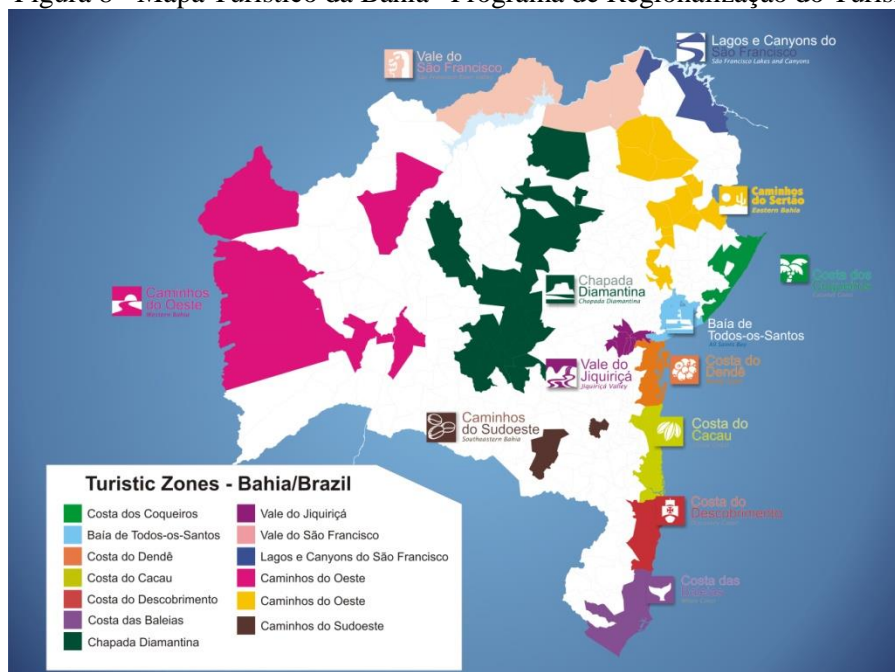 Figura 8 - Mapa Turístico da Bahia - Programa de Regionalização do Turis
Lagos e Canyons do
São Francisco
São Francisco Lakes and Canyons
Vale do
São Francisco
Caminhos
do Sertão
Eastern Bahia
Costa dos
Coqueiros
Chapada
Diamantina
Chapada Diamantina
Caminhos
do Oeste
Western Bahia
Baía de
Todos-os-Santos
All Saints Bay
Vale do
Jiquiriçá
Jiquiriçá Valley
Costa do
Dendê
Caminhos
do Sudoeste
Southeastern Bahia
Costa do
Cacau
Costa do
Descobrimento
Costa das
Baleias
Turistic Zones - Bahia/Brazil
Costa dos Coqueiros
Baía de Todos-os-Santos
Costa do Dendê
Costa do Cacau
Costa do Descobrimento
Costa das Baleias
Chapada Diamantina
Vale do Jiquiriçá
Vale do São Francisco
Lagos e Canyons do São Francisco
Caminhos do Oeste
Caminhos do Oeste
Caminhos do Sudoeste